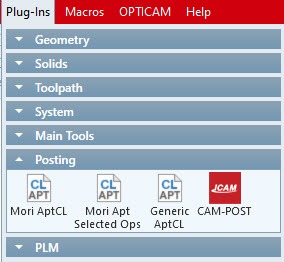 Plug-Ins Macros OPTICAM Help
Geometry
Solids
Toolpath
System
Main Tools
Posting
CL CL CL
APT APT APT JCAM
Mori AptCL Mori Apt Generic CAM-POST
Selected Ops AptCL
PLM